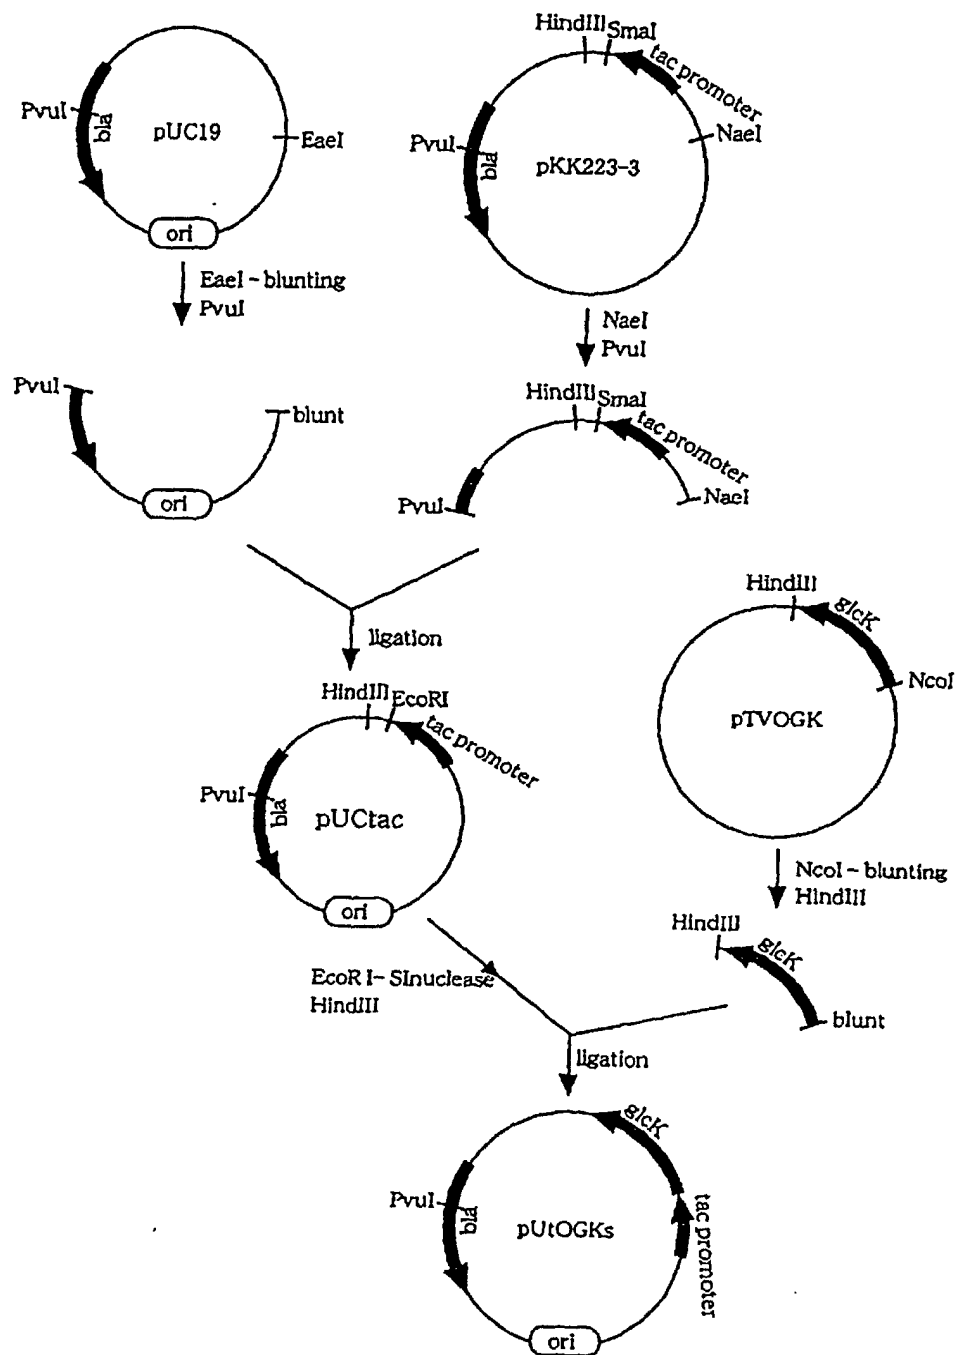 PvuI
bla
pUC19
EaeI
ori
EaeI - blunting
PvuI
HindIII
SmaI
tac promoter
NaeI
PvuI
bla
pKK223-3
NaeI
PvuI
PvuI
blunt
ori
HindIII
SmaI
tac promoter
PvuI
NaeI
ligation
HindIII
EcoRI
tac promoter
PvuI
bla
pUCtac
ori
HindIII
glcK
NcoI
pTVOGK
NcoI - blunting
HindIII
HindIII
glcK
blunt
EcoR I- SInuclease
HindIII
ligation
glcK
PvuI
bla
pUtOGKs
tac promoter
ori